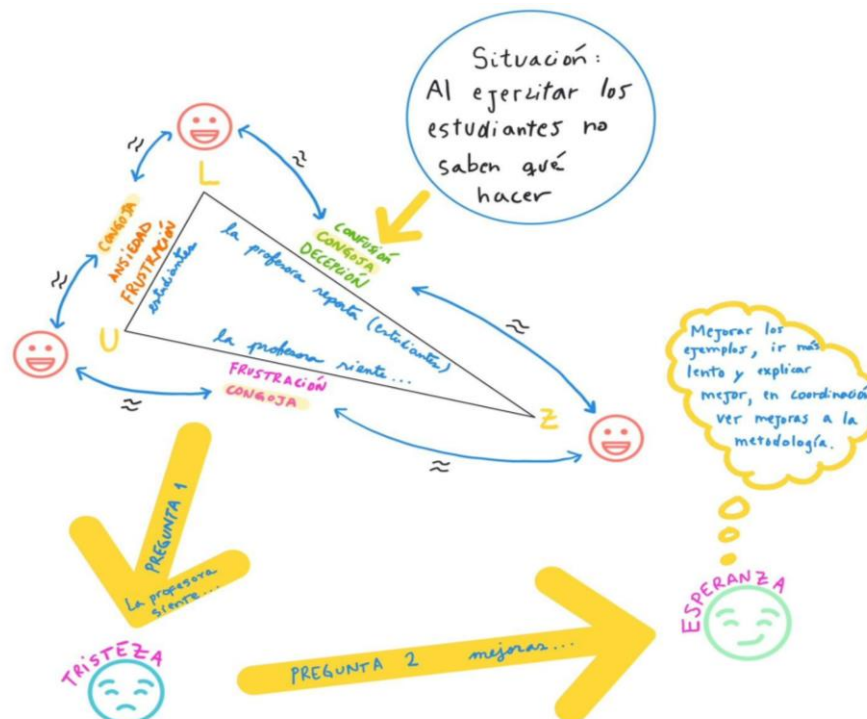 Situación:
Al ejercitar los
estudiantes no
saben qué
hacer
L
CONGOJA
ANSIEDAD
FRUSTRACIÓN
estudiantes
CONFUSIÓN
CONGOJA
DECEPCIÓN
la profesora reporta (estudiantes)
U
la profesora siente...
FRUSTRACIÓN
CONGOJA
Z
Mejorar los
ejemplos, ir más
lento y explicar
mejor, en coordinación
ver mejoras a la
metodología.
PREGUNTA 1
La profesora
siente...
TRISTEZA
PREGUNTA 2 mejoras...
ESPERANZA